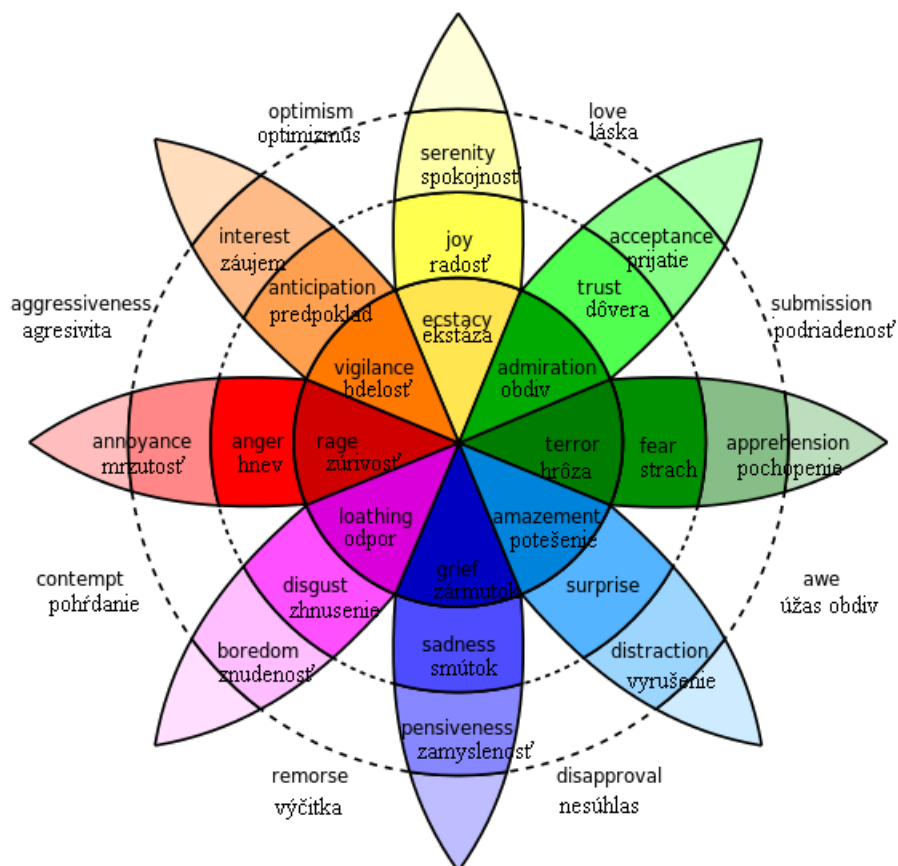 optimism
optimizmus
love
láska
serenity
spokojnosť
interest
záujem
acceptance
prijatie
joy
radosť
anticipation
predpoklad
trust
dôvera
aggressiveness
agresivita
ecstacy
ekstáza
submission
podriadenosť
vigilance
bdelosť
admiration
obdiv
annoyance
mrzutosť
anger
hnev
rage
zúrivosť
terror
hrôza
fear
strach
apprehension
pochopenie
loathing
odpor
amazement
potešenie
contempt
pohŕdanie
disgust
zhnusenie
grief
zármutok
surprise
awe
úžas obdiv
boredom
znudenosť
sadness
smútok
distraction
vyrušenie
pensiveness
zamyslenosť
remorse
výčitka
disapproval
nesúhlas